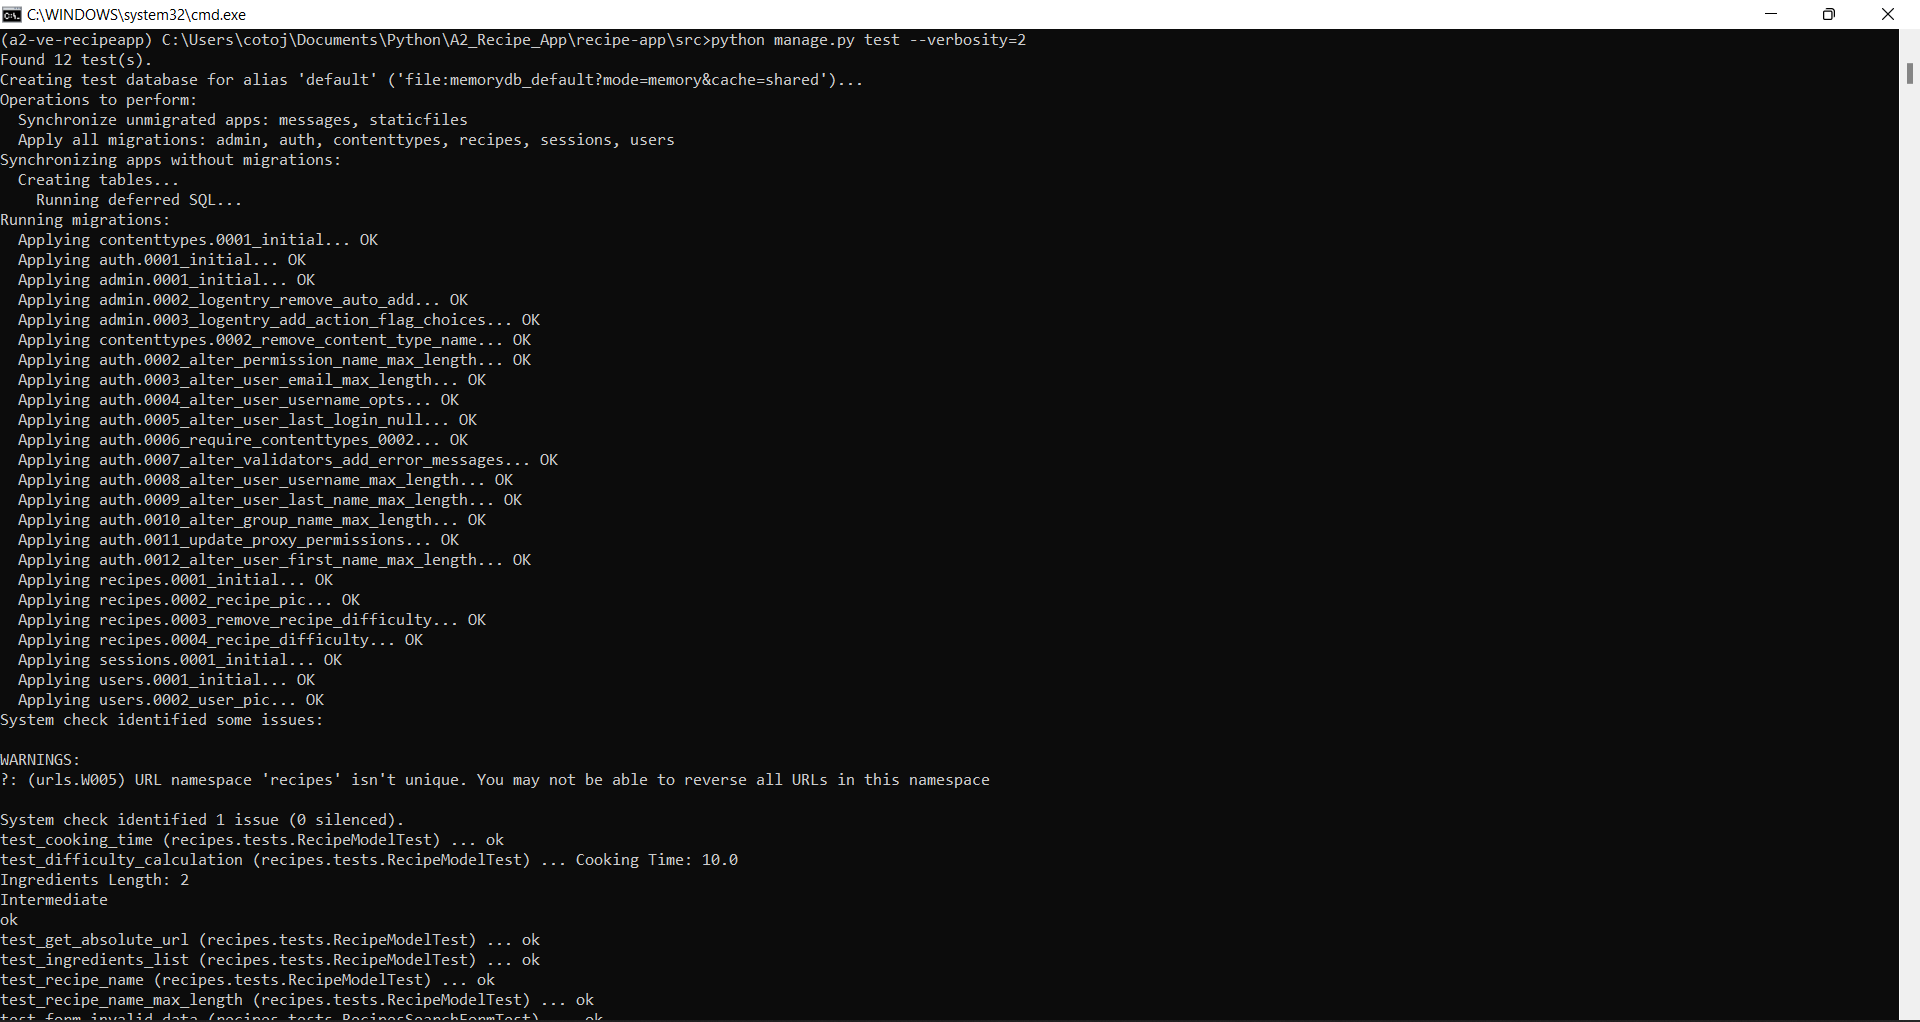 C:\WINDOWS\system32\cmd.exe
(a2-ve-recipeapp) C:\Users\cotoj\Documents\Python\A2_Recipe_App\recipe-app\src>python manage.py test --verbosity=2
Found 12 test(s).
Creating test database for alias 'default' ('file:memorydb_default?mode=memory&cache=shared')...
Operations to perform:
  Synchronize unmigrated apps: messages, staticfiles
  Apply all migrations: admin, auth, contenttypes, recipes, sessions, users
Synchronizing apps without migrations:
  Creating tables...
    Running deferred SQL...
Running migrations:
  Applying contenttypes.0001_initial... OK
  Applying auth.0001_initial... OK
  Applying admin.0001_initial... OK
  Applying admin.0002_logentry_remove_auto_add... OK
  Applying admin.0003_logentry_add_action_flag_choices... OK
  Applying contenttypes.0002_remove_content_type_name... OK
  Applying auth.0002_alter_permission_name_max_length... OK
  Applying auth.0003_alter_user_email_max_length... OK
  Applying auth.0004_alter_user_username_opts... OK
  Applying auth.0005_alter_user_last_login_null... OK
  Applying auth.0006_require_contenttypes_0002... OK
  Applying auth.0007_alter_validators_add_error_messages... OK
  Applying auth.0008_alter_user_username_max_length... OK
  Applying auth.0009_alter_user_last_name_max_length... OK
  Applying auth.0010_alter_group_name_max_length... OK
  Applying auth.0011_update_proxy_permissions... OK
  Applying auth.0012_alter_user_first_name_max_length... OK
  Applying recipes.0001_initial... OK
  Applying recipes.0002_recipe_pic... OK
  Applying recipes.0003_remove_recipe_difficulty... OK
  Applying recipes.0004_recipe_difficulty... OK
  Applying sessions.0001_initial... OK
  Applying users.0001_initial... OK
  Applying users.0002_user_pic... OK
System check identified some issues:

WARNINGS:
?: (urls.W005) URL namespace 'recipes' isn't unique. You may not be able to reverse all URLs in this namespace

System check identified 1 issue (0 silenced).
test_cooking_time (recipes.tests.RecipeModelTest) ... ok
test_difficulty_calculation (recipes.tests.RecipeModelTest) ... Cooking Time: 10.0
Ingredients Length: 2
Intermediate
ok
test_get_absolute_url (recipes.tests.RecipeModelTest) ... ok
test_ingredients_list (recipes.tests.RecipeModelTest) ... ok
test_recipe_name (recipes.tests.RecipeModelTest) ... ok
test_recipe_name_max_length (recipes.tests.RecipeModelTest) ... ok
test_form_invalid_data (recipes.tests.RecipesSearchFormTest) ... ok